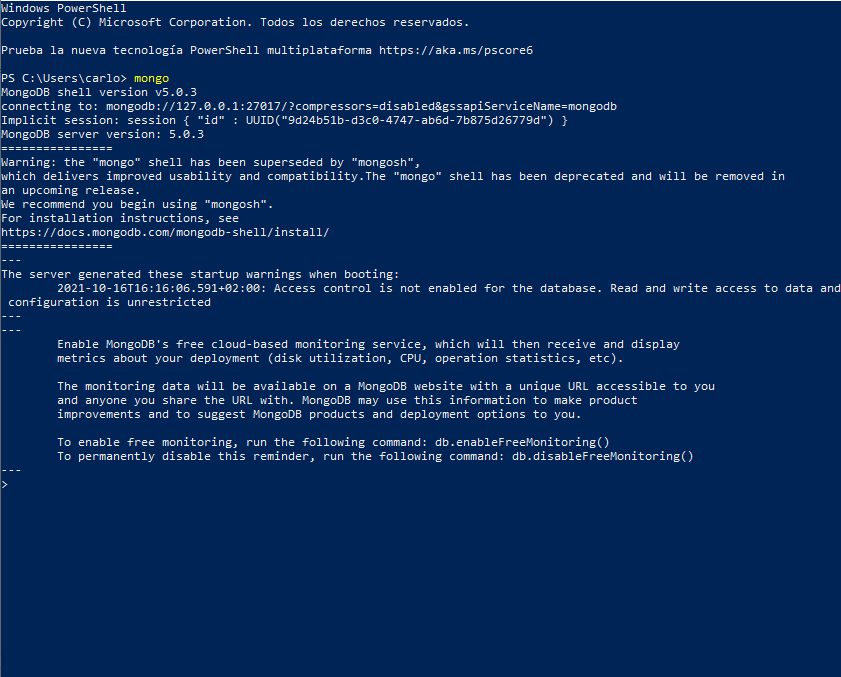 Windows PowerShell
Copyright (C) Microsoft Corporation. Todos los derechos reservados.
Prueba la nueva tecnología PowerShell multiplataforma https://aka.ms/pscore6
PS C:\Users\carlo> mongo
MongoDB shell version v5.0.3
connecting to: mongodb://127.0.0.1:27017/?compressors=disabled&gssapiServiceName=mongodb
Implicit session: session { "id" : UUID("9d24b51b-d3c0-4747-ab6d-7b875d26779d") }
MongoDB server version: 5.0.3
================
Warning: the "mongo" shell has been superseded by "mongosh",
which delivers improved usability and compatibility.The "mongo" shell has been deprecated and will be removed in
an upcoming release.
We recommend you begin using "mongosh".
For installation instructions, see
https://docs.mongodb.com/mongodb-shell/install/
================
---
The server generated these startup warnings when booting:
        2021-10-16T16:16:06.591+02:00: Access control is not enabled for the database. Read and write access to data and
 configuration is unrestricted
---
---
        Enable MongoDB's free cloud-based monitoring service, which will then receive and display
        metrics about your deployment (disk utilization, CPU, operation statistics, etc).
        The monitoring data will be available on a MongoDB website with a unique URL accessible to you
        and anyone you share the URL with. MongoDB may use this information to make product
        improvements and to suggest MongoDB products and deployment options to you.
        To enable free monitoring, run the following command: db.enableFreeMonitoring()
        To permanently disable this reminder, run the following command: db.disableFreeMonitoring()
---
>